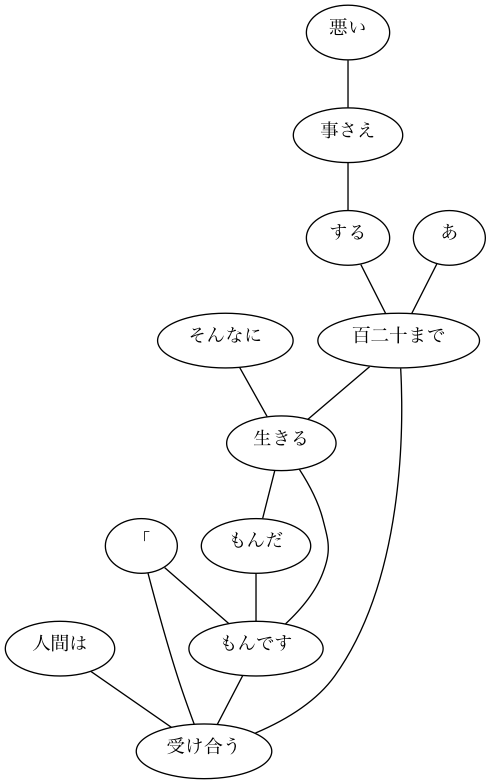 悪い
事さえ
する
あ
そんなに
百二十まで
生きる
「
もんだ
人間は
もんです
受け合う